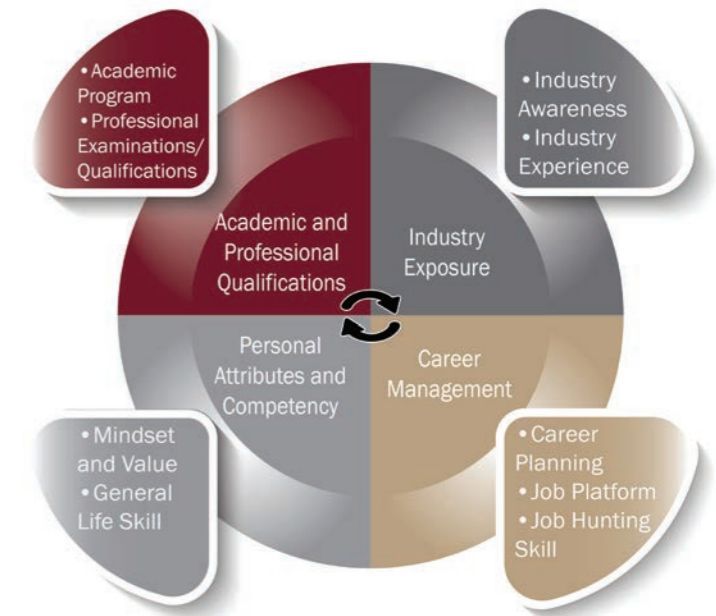 • Academic
Program
• Professional
Examinations/
Qualifications
• Industry
Awareness
• Industry
Experience
Academic and
Professional
Qualifications
Industry
Exposure
Personal
Attributes and
Competency
Career
Management
• Mindset
and Value
• General
Life Skill
• Career
Planning
• Job Platform
• Job Hunting
Skill